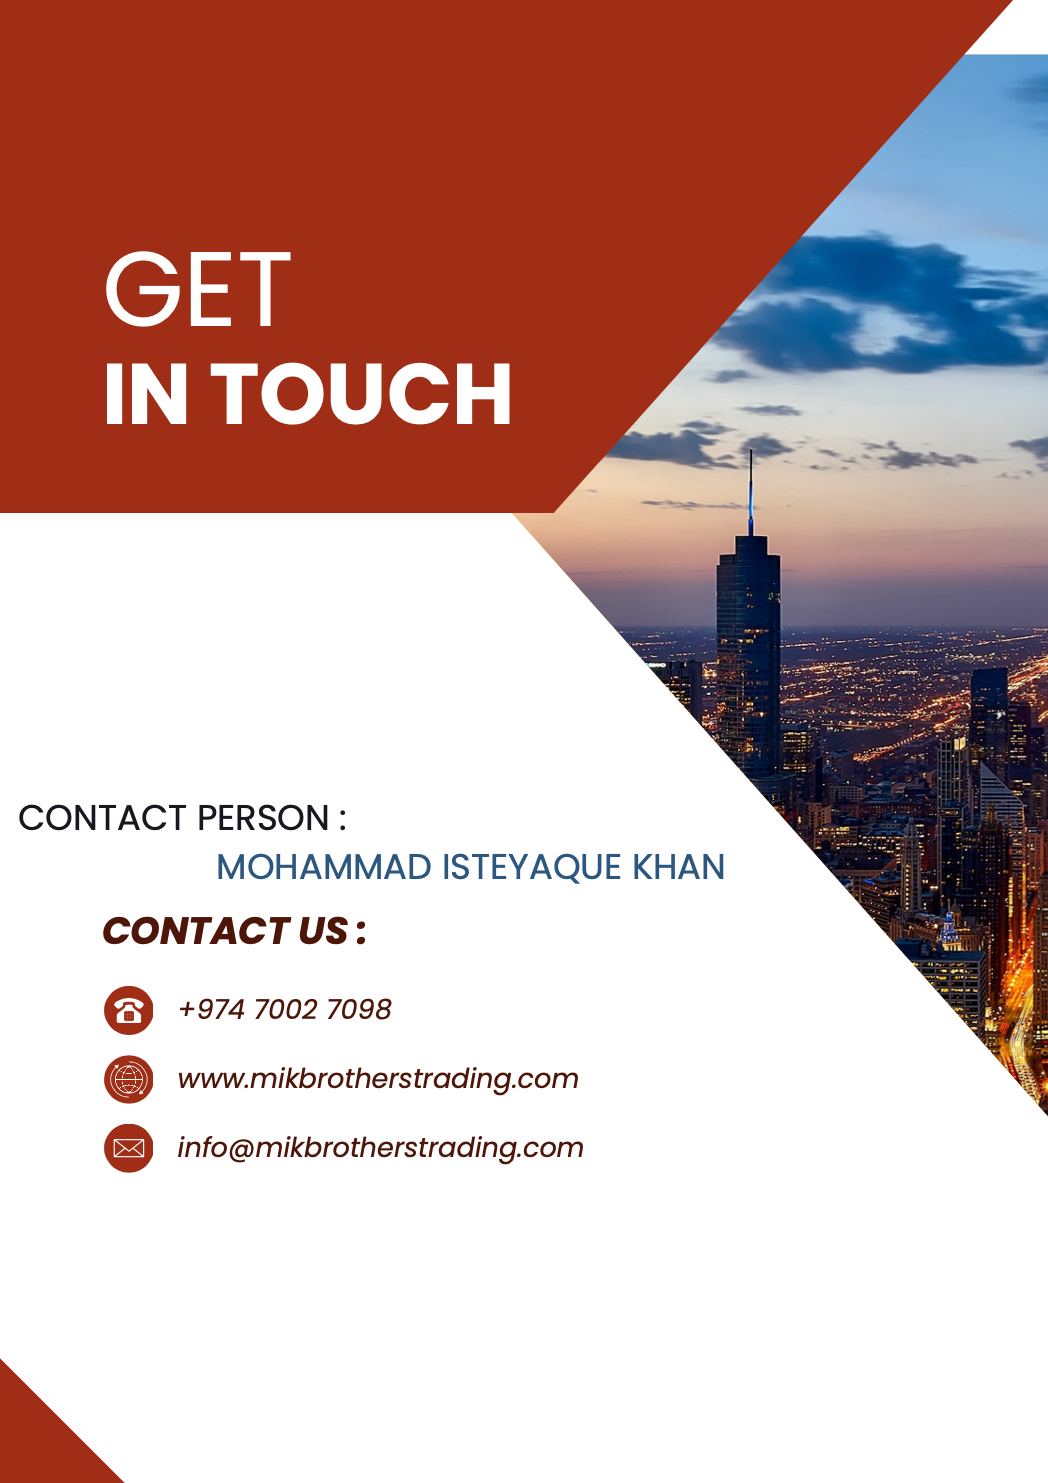 GET
IN TOUCH
CONTACT PERSON :
MOHAMMAD ISTEYAQUE KHAN
CONTACT US :
+974 7002 7098
www.mikbrotherstrading.com
info@mikbrotherstrading.com